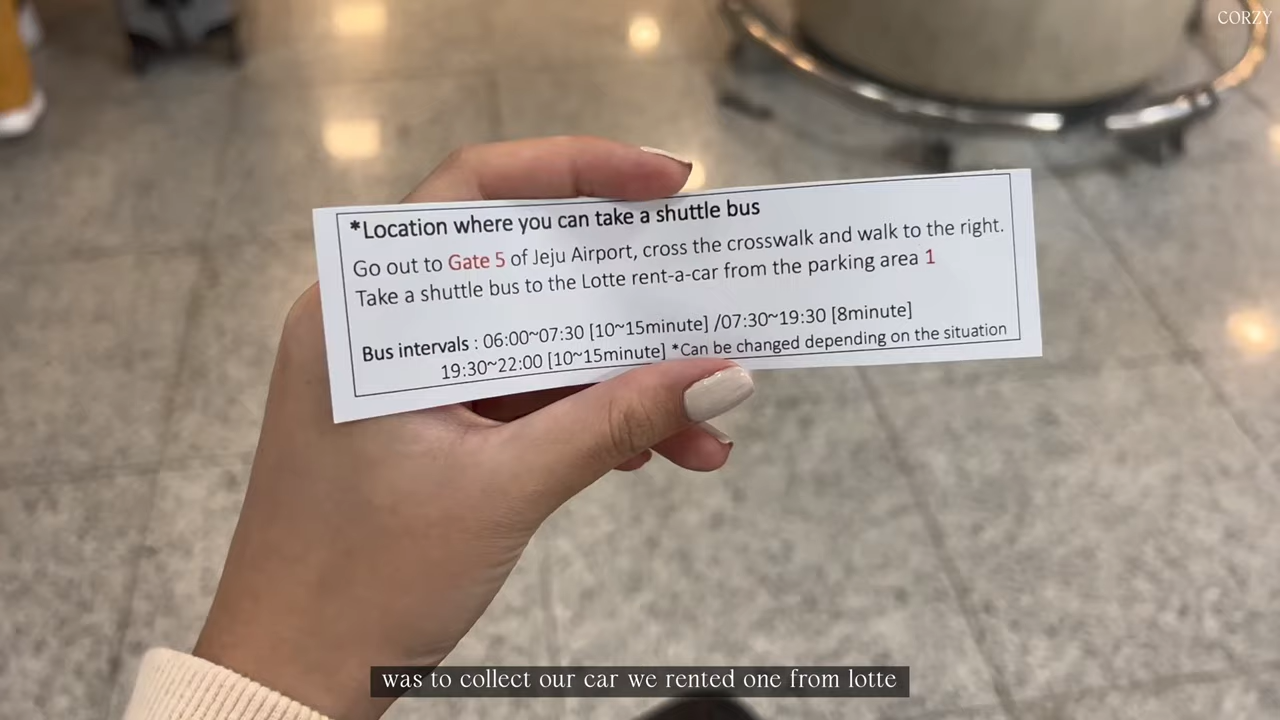 CORZY
*Location where you can take a shuttle bus
Go out to Gate 5 of Jeju Airport, cross the crosswalk and walk to the right.
Take a shuttle bus to the Lotte rent-a-car from the parking area 1
Bus intervals : 06:00~07:30 [10~15minute] /07:30~19:30 [8minute]
19:30~22:00 [10~15minute] *Can be changed depending on the situation
was to collect our car we rented one from lotte